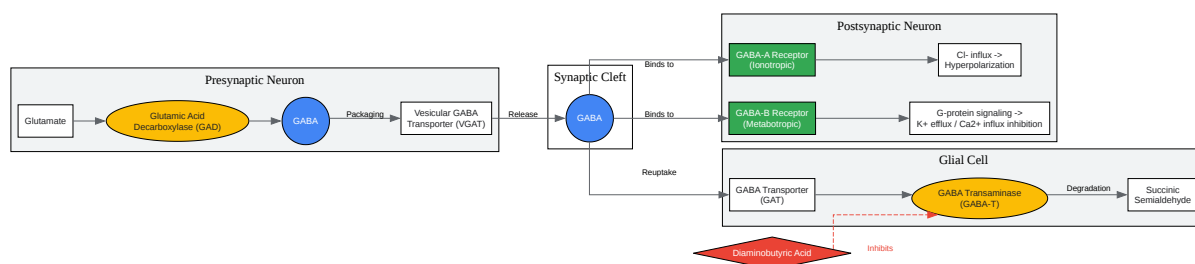 Presynaptic Neuron
Glutamate
Glutamic Acid
Decarboxylase (GAD)
GABA
Packaging
Vesicular GABA
Transporter (VGAT)
Release
Synaptic Cleft
GABA
Binds to
Binds to
Reuptake
Postsynaptic Neuron
GABA-A Receptor
(Ionotropic)
Cl- influx ->
Hyperpolarization
GABA-B Receptor
(Metabotropic)
G-protein signaling ->
K+ efflux / Ca2+ influx inhibition
Glial Cell
GABA Transporter
(GAT)
GABA Transaminase
(GABA-T)
Degradation
Succinic
Semialdehyde
Diaminobutyric Acid
Inhibits